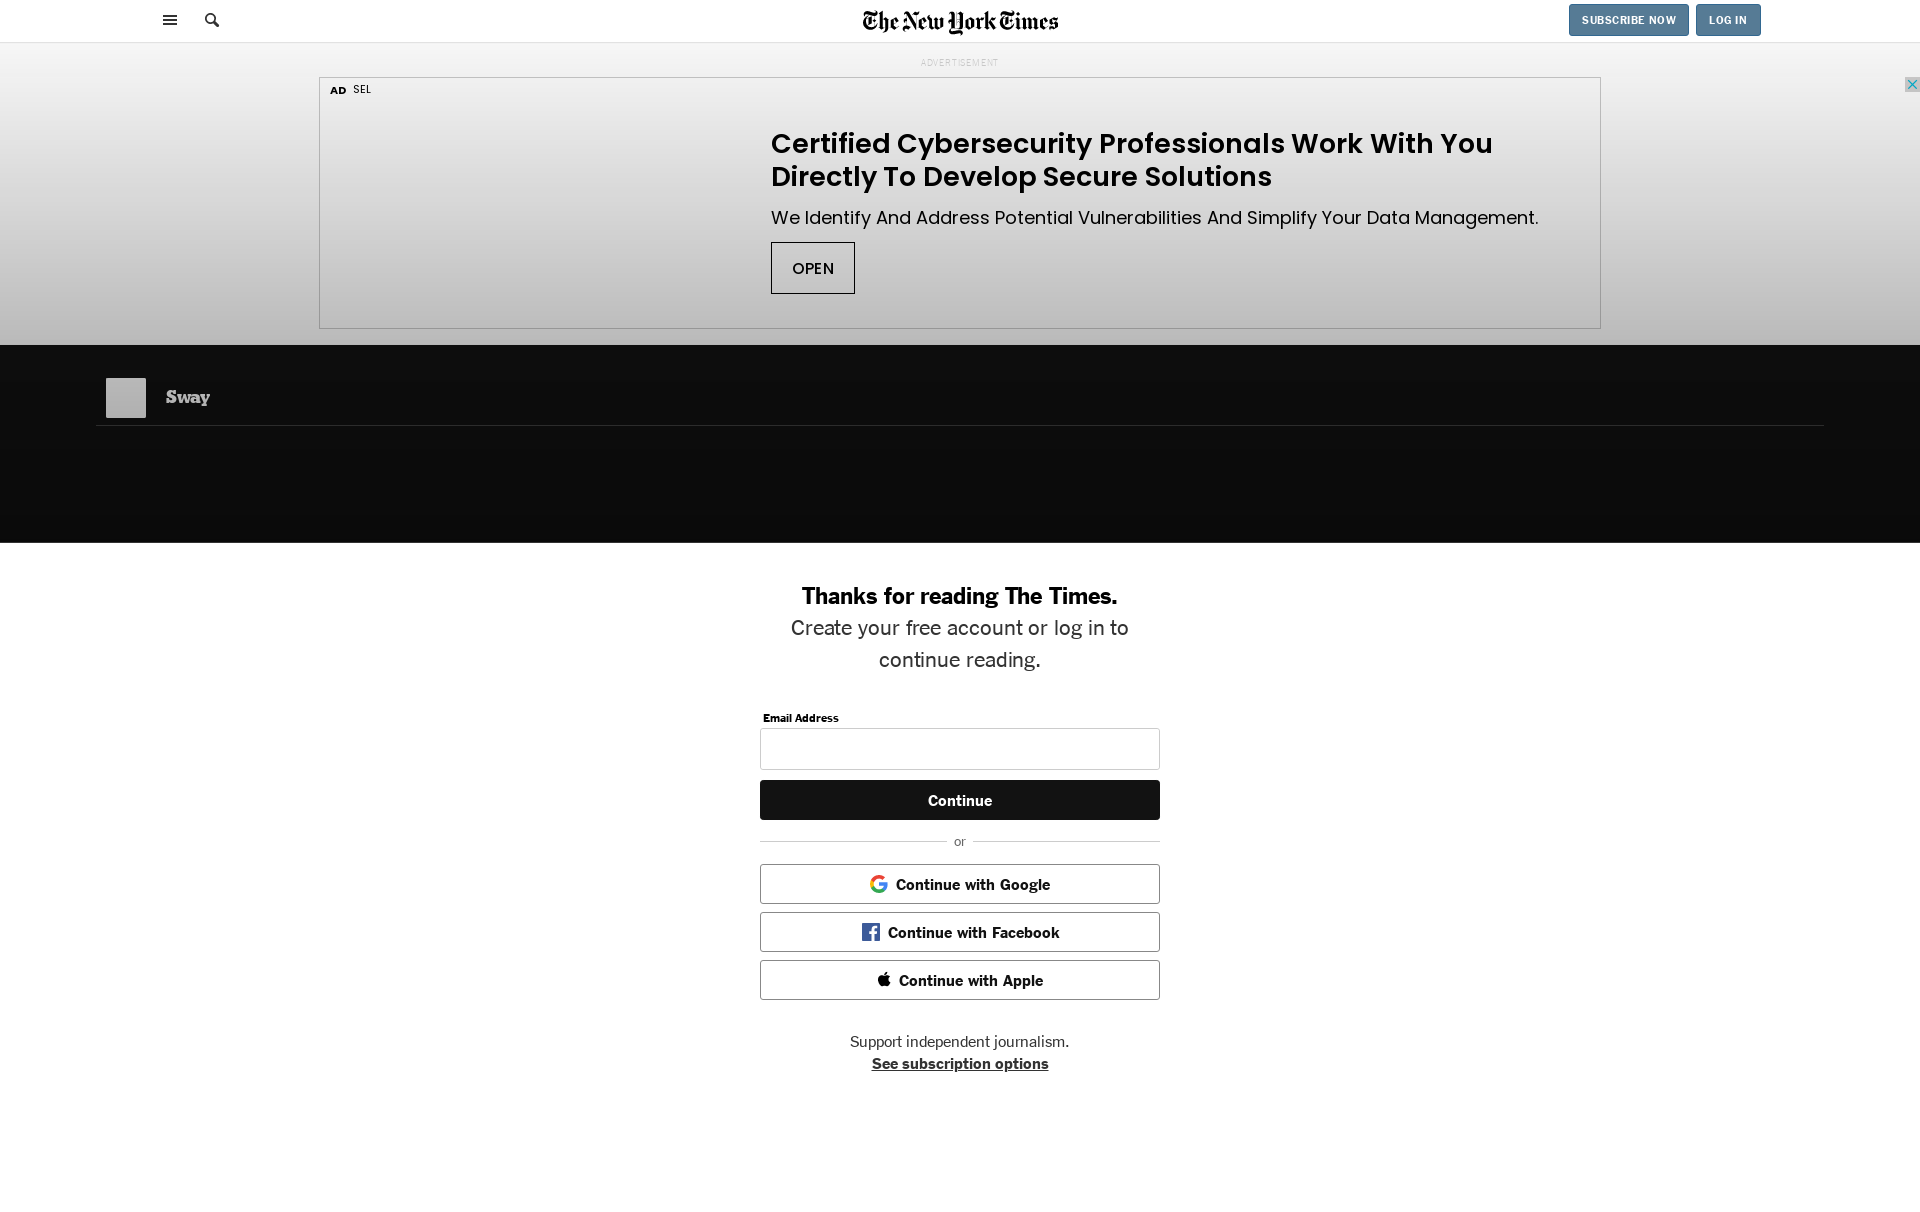 The New York Times
SUBSCRIBE NOW
LOG IN
ADVERTISEMENT
AD SEL
Certified Cybersecurity Professionals Work With You
Directly To Develop Secure Solutions
We Identify And Address Potential Vulnerabilities And Simplify Your Data Management.
OPEN
Sway
Thanks for reading The Times.
Create your free account or log in to
continue reading.
Email Address
Continue
or
Continue with Google
Continue with Facebook
Continue with Apple
Support independent journalism.
See subscription options